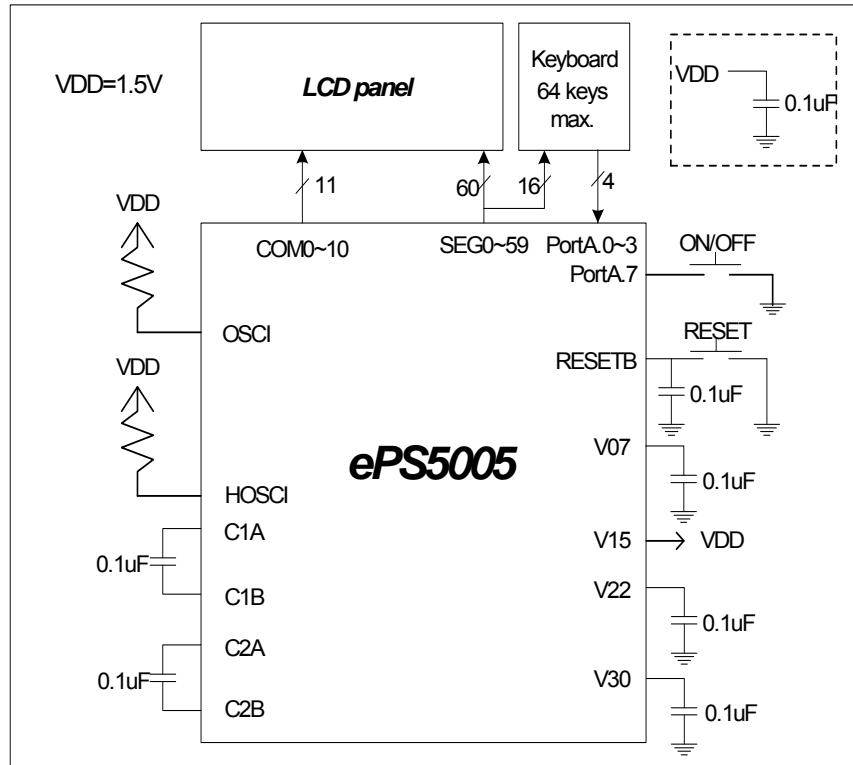 VDD=1.5V
LCD panel
Keyboard
64 keys
max.
VDD
0.1uF
11
60
16
4
VDD
COM0~10
SEG0~59
PortA.0~3
PortA.7
ON/OFF
OSCI
RESET
RESETB
0.1uF
VDD
ePS5005
V07
0.1uF
HOSCI
C1A
0.1uF
C1B
V15
VDD
V22
0.1uF
C2A
0.1uF
C2B
V30
0.1uF